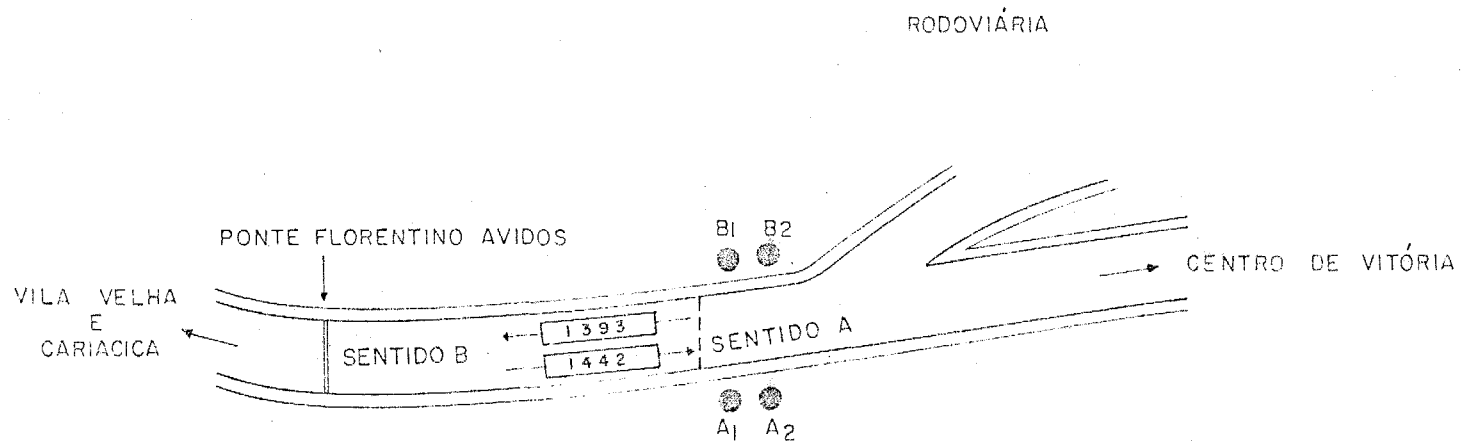 RODOVIÁRIA
B1 B2
PONTE FLORENTINO AVIDOS
CENTRO DE VITÓRIA
VILA VELHA
E
CARIACICA
1393
SENTIDO A
SENTIDO B
1442
A1 A2